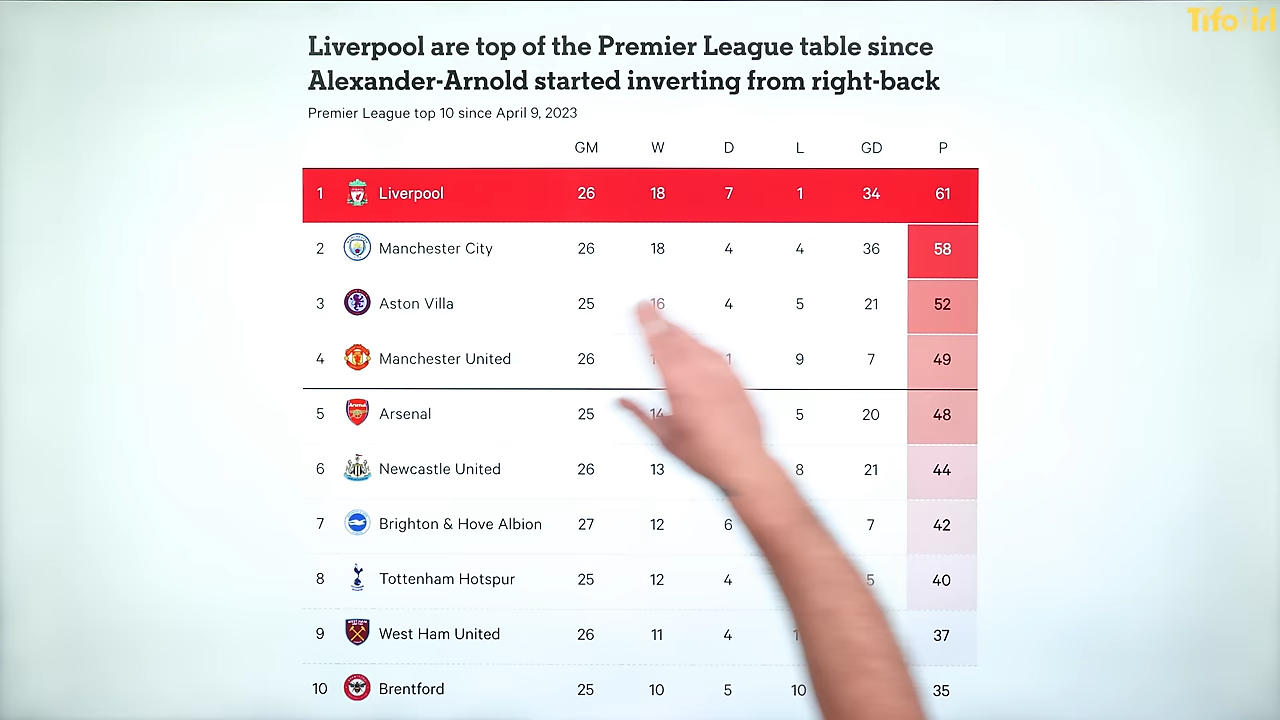 Tifo
Liverpool are top of the Premier League table since
Alexander-Arnold started inverting from right-back
Premier League top 10 since April 9, 2023
GM W D L GD P
1 Liverpool 26 18 7 1 34 61
2 Manchester City 26 18 4 4 36 58
3 Aston Villa 25 16 4 5 21 52
4 Manchester United 26 1 9 7 49
5 Arsenal 25 14 5 20 48
6 Newcastle United 26 13 8 21 44
7 Brighton & Hove Albion 27 12 6 7 42
8 Tottenham Hotspur 25 12 4 5 40
9 West Ham United 26 11 4 37
10 Brentford 25 10 5 10 35